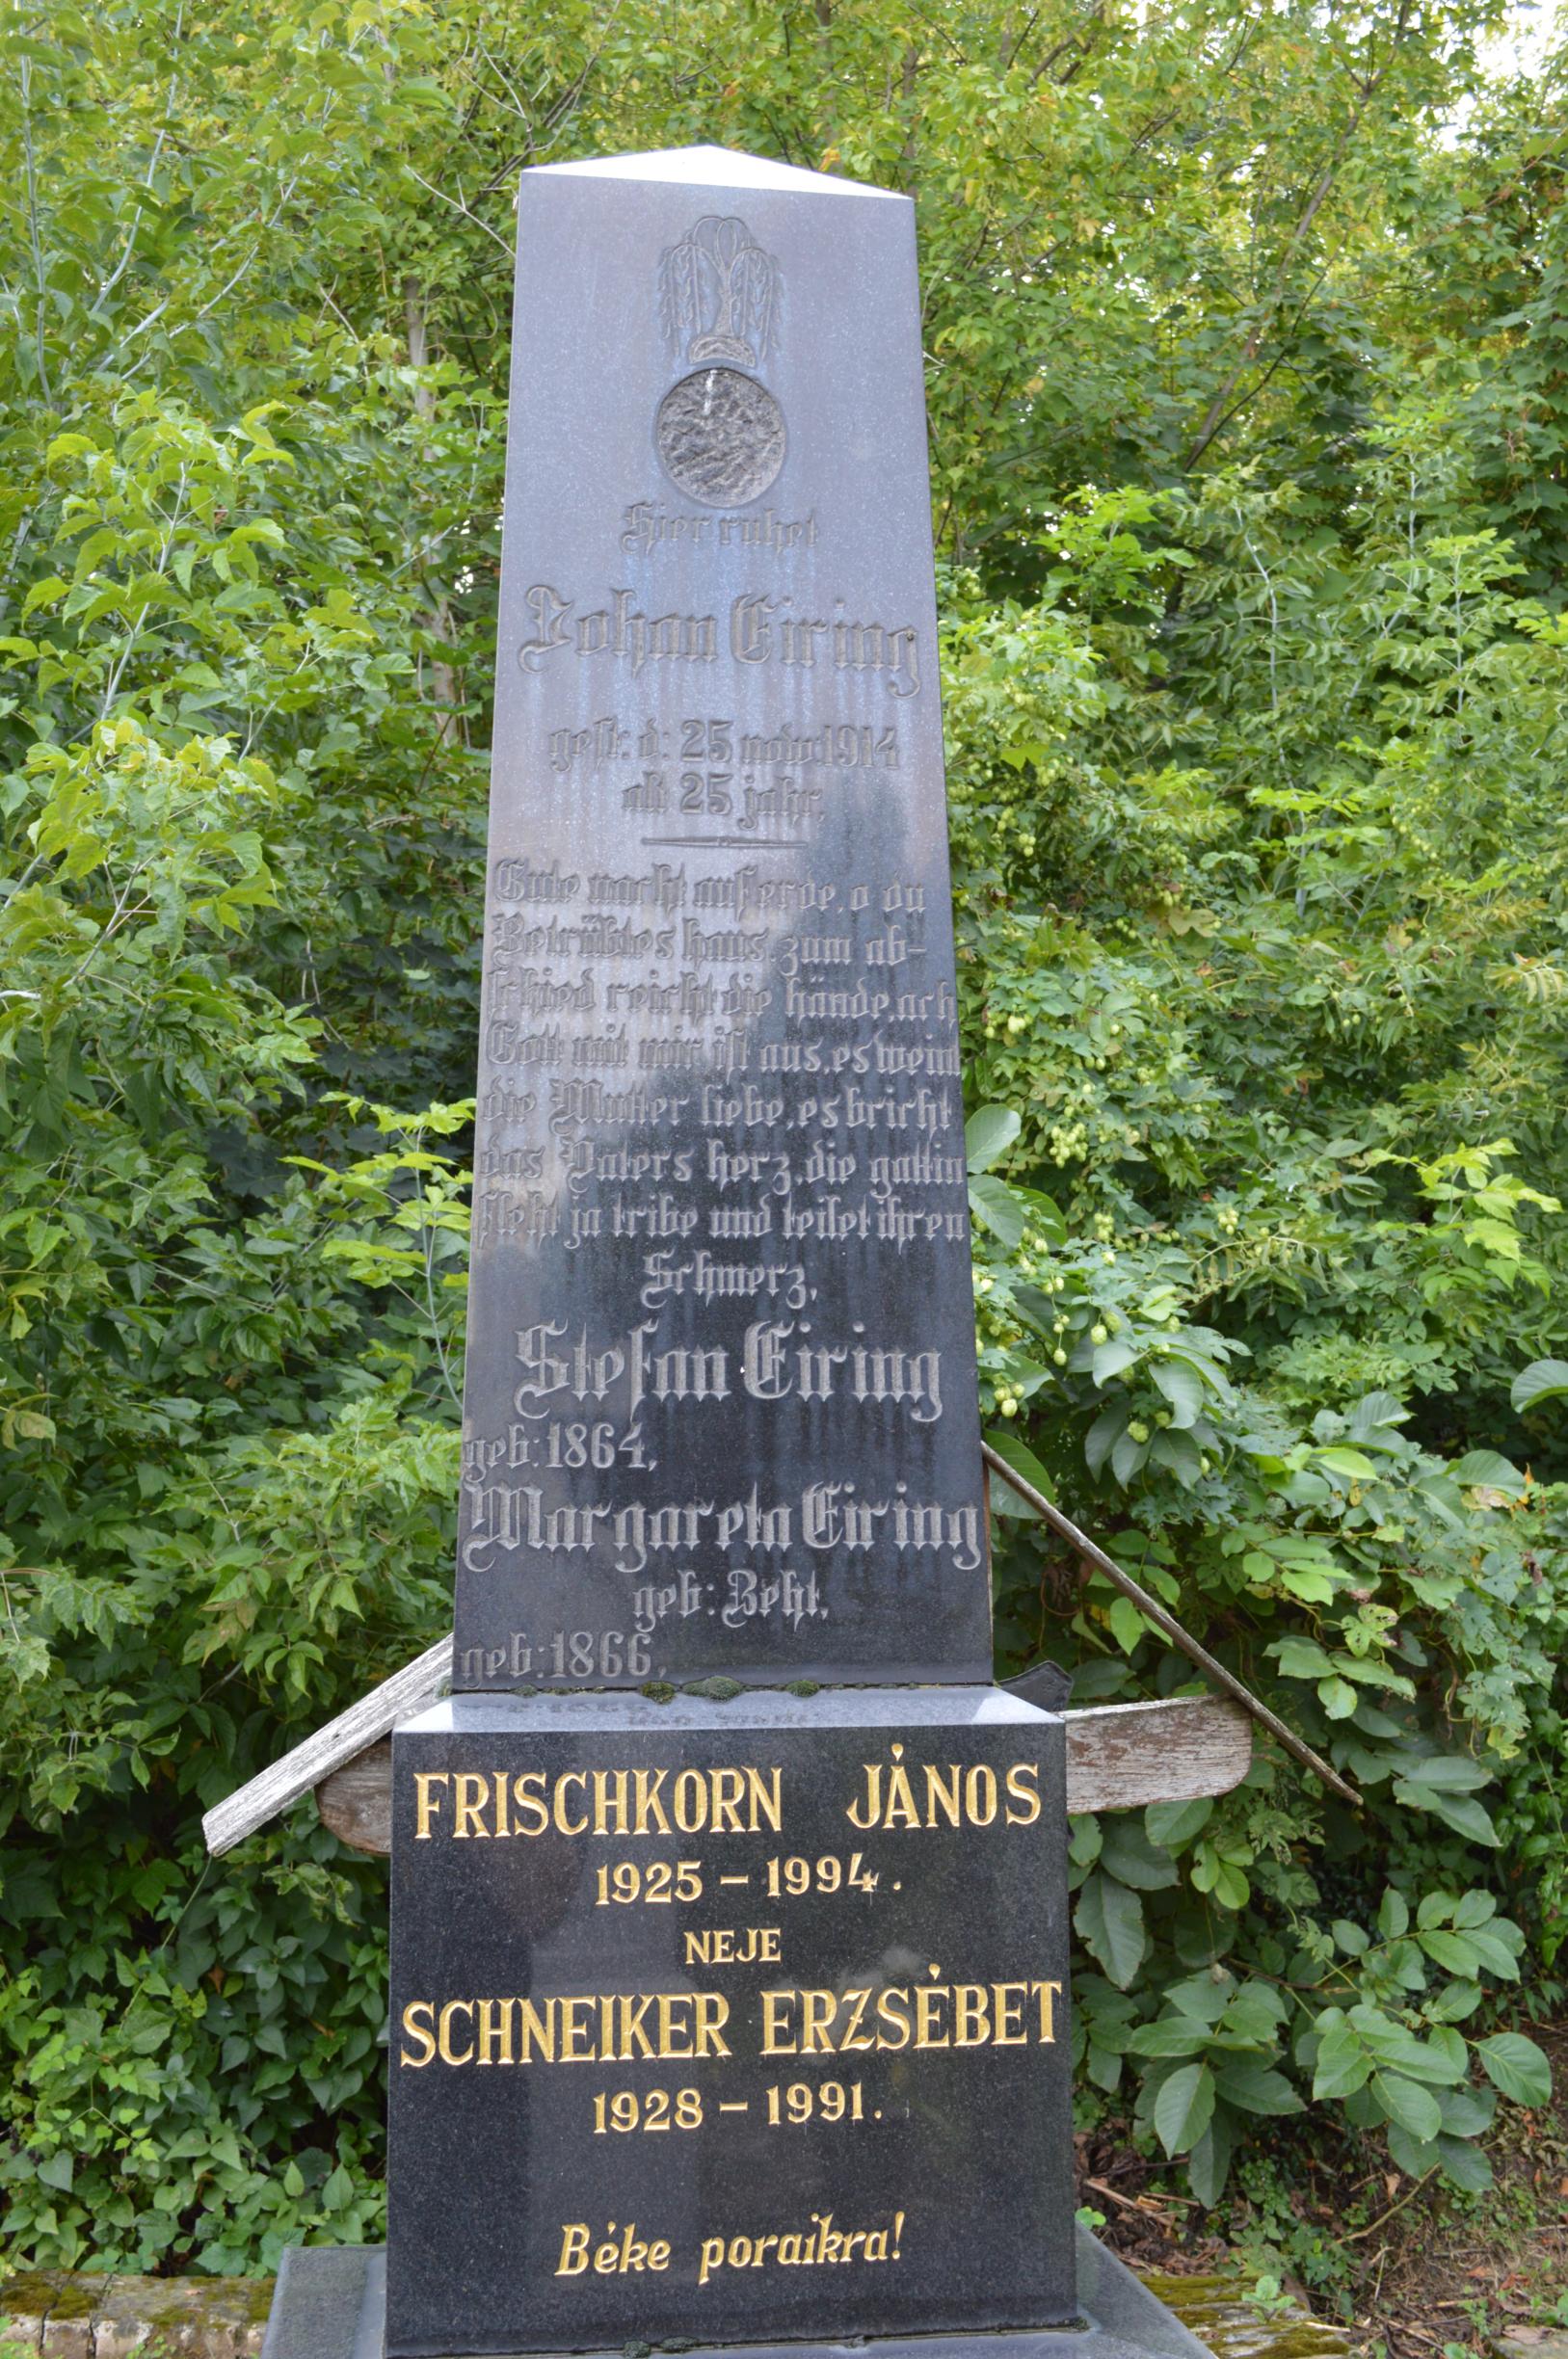 Hier ruhet
Johan Eiring
gest: d: 25 now: 1914
alt 25 jahr,
Gute nacht auf erde, o du
Betrübtes haus. zum ab-
schied reicht die hände, ach
Gott mit mir ist aus, es weint
die Mutter liebe, es bricht
das Vaters herz, die gattin
steht ja tribe und teilet ihren
Schmerz,
Stefan Eiring
geb: 1864,
Margareta Eiring
geb:
geb: 1866,
FRISCHKORN JÁNOS
1925 – 1994.
NEJE
SCHNEIKER ERZSÉBET
1928 – 1991.
Béke poraikra!